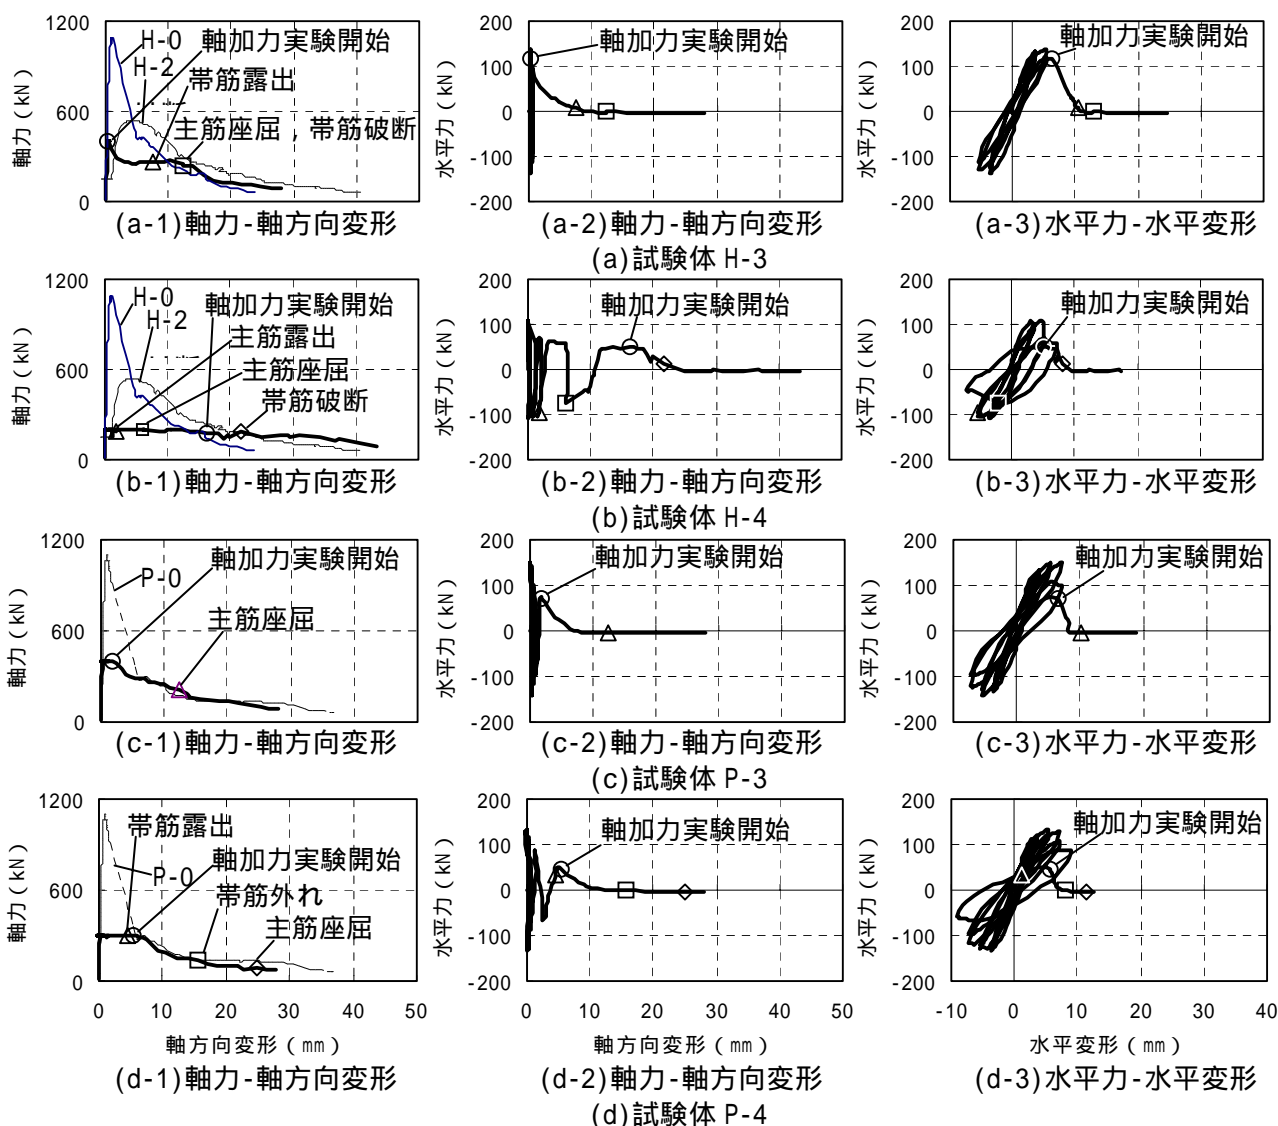 1200
600
0
軸力(kN)
H-0
H-2
軸加力実験開始
帯筋露出
主筋座屈,帯筋破断
(a-1)軸力-軸方向変形
200
100
0
-100
-200
水平力(kN)
軸加力実験開始
(a-2)軸力-軸方向変形
200
100
0
-100
-200
水平力(kN)
軸加力実験開始
(a-3)水平力-水平変形
(a)試験体 H-3
1200
600
0
軸力(kN)
H-0
H-2
軸加力実験開始
主筋露出
主筋座屈
帯筋破断
(b-1)軸力-軸方向変形
200
100
0
-100
-200
水平力(kN)
軸加力実験開始
(b-2)軸力-軸方向変形
200
100
0
-100
-200
水平力(kN)
軸加力実験開始
(b-3)水平力-水平変形
(b)試験体 H-4
1200
600
0
軸力(kN)
P-0
軸加力実験開始
主筋座屈
(c-1)軸力-軸方向変形
200
100
0
-100
-200
水平力(kN)
軸加力実験開始
(c-2)軸力-軸方向変形
200
100
0
-100
-200
水平力(kN)
軸加力実験開始
(c-3)水平力-水平変形
(c)試験体 P-3
1200
600
0
軸力(kN)
帯筋露出
P-0
軸加力実験開始
帯筋外れ
主筋座屈
0 10 20 30 40 50
軸方向変形(mm)
(d-1)軸力-軸方向変形
200
100
0
-100
-200
水平力(kN)
軸加力実験開始
0 10 20 30 40 50
軸方向変形(mm)
(d-2)軸力-軸方向変形
200
100
0
-100
-200
水平力(kN)
軸加力実験開始
-10 0 10 20 30 40
水平変形(mm)
(d-3)水平力-水平変形
(d)試験体 P-4